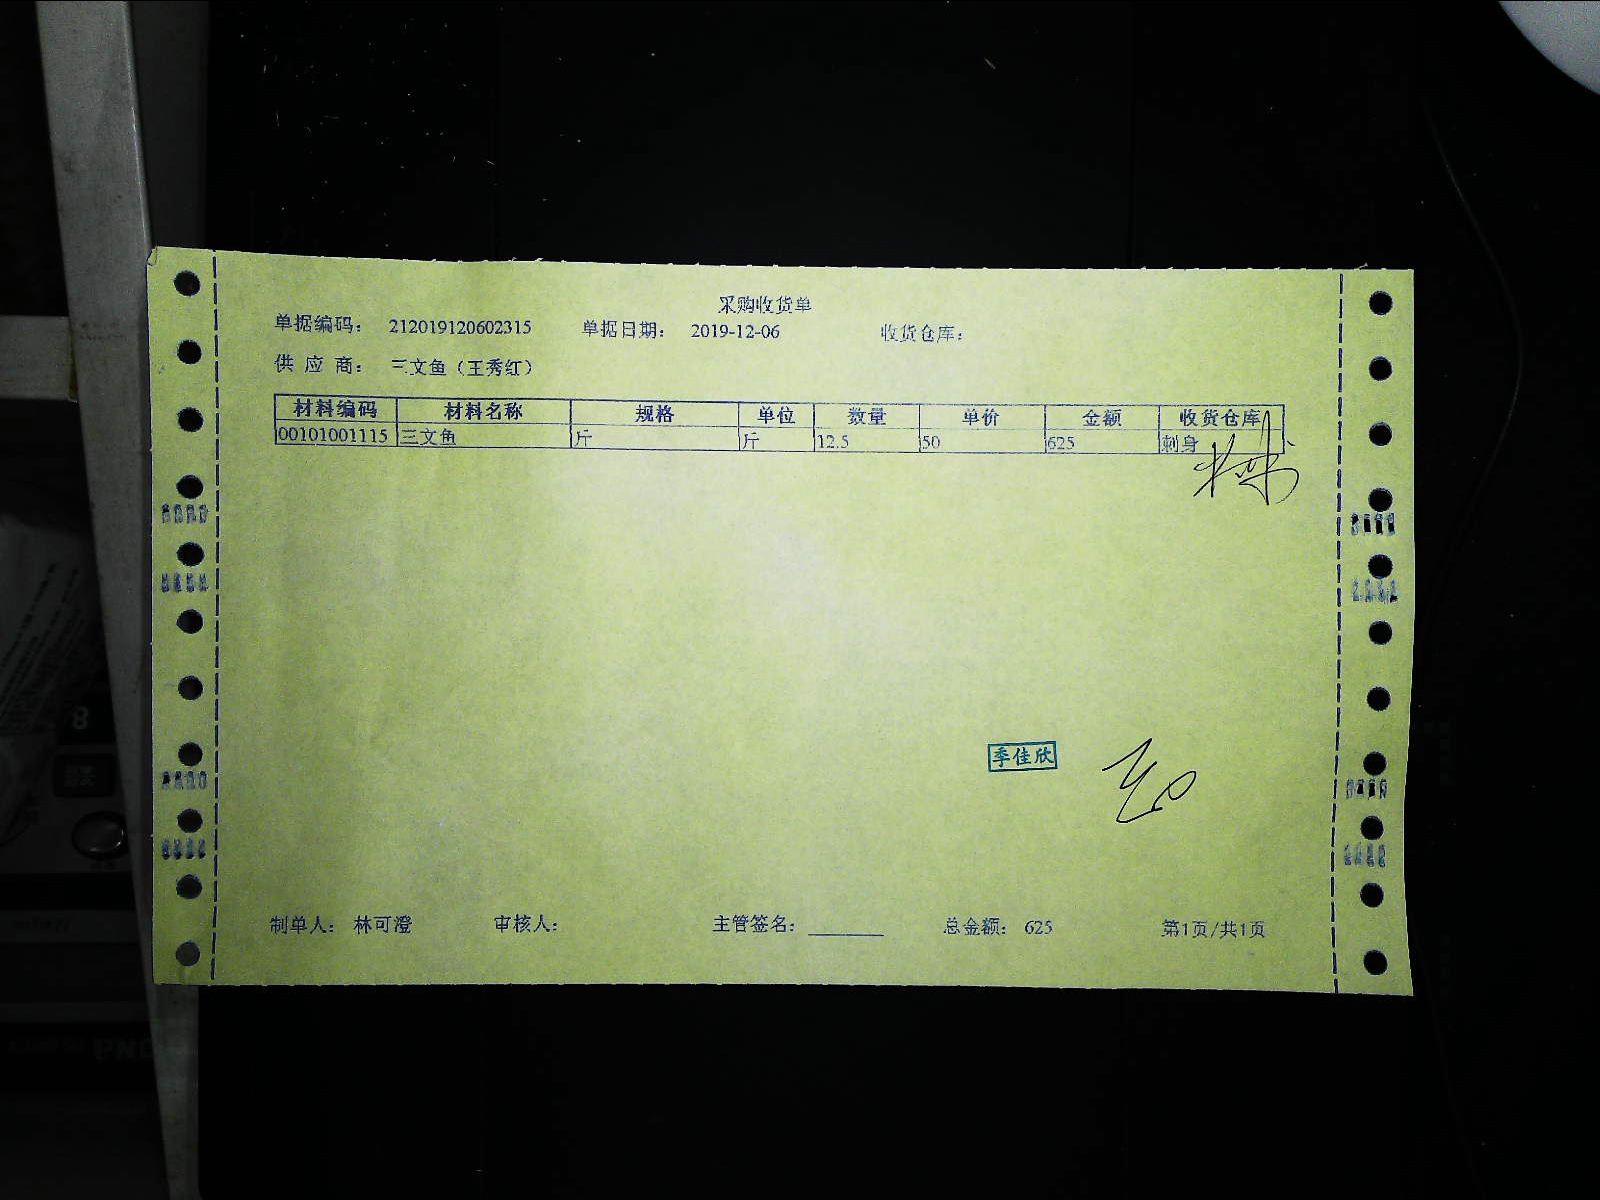 采购收货单
单据编码： 212019120602315 单据日期： 2019-12-06 收货仓库：
供 应 商： 三文鱼（王秀红）
材料编码 材料名称 规格 单位 数量 单价 金额 收货仓库
00101001115 三文鱼 斤 斤 12.5 50 625 刺身
季佳欣
制单人： 林可澄 审核人： 主管签名： 总金额： 625 第1页/共1页